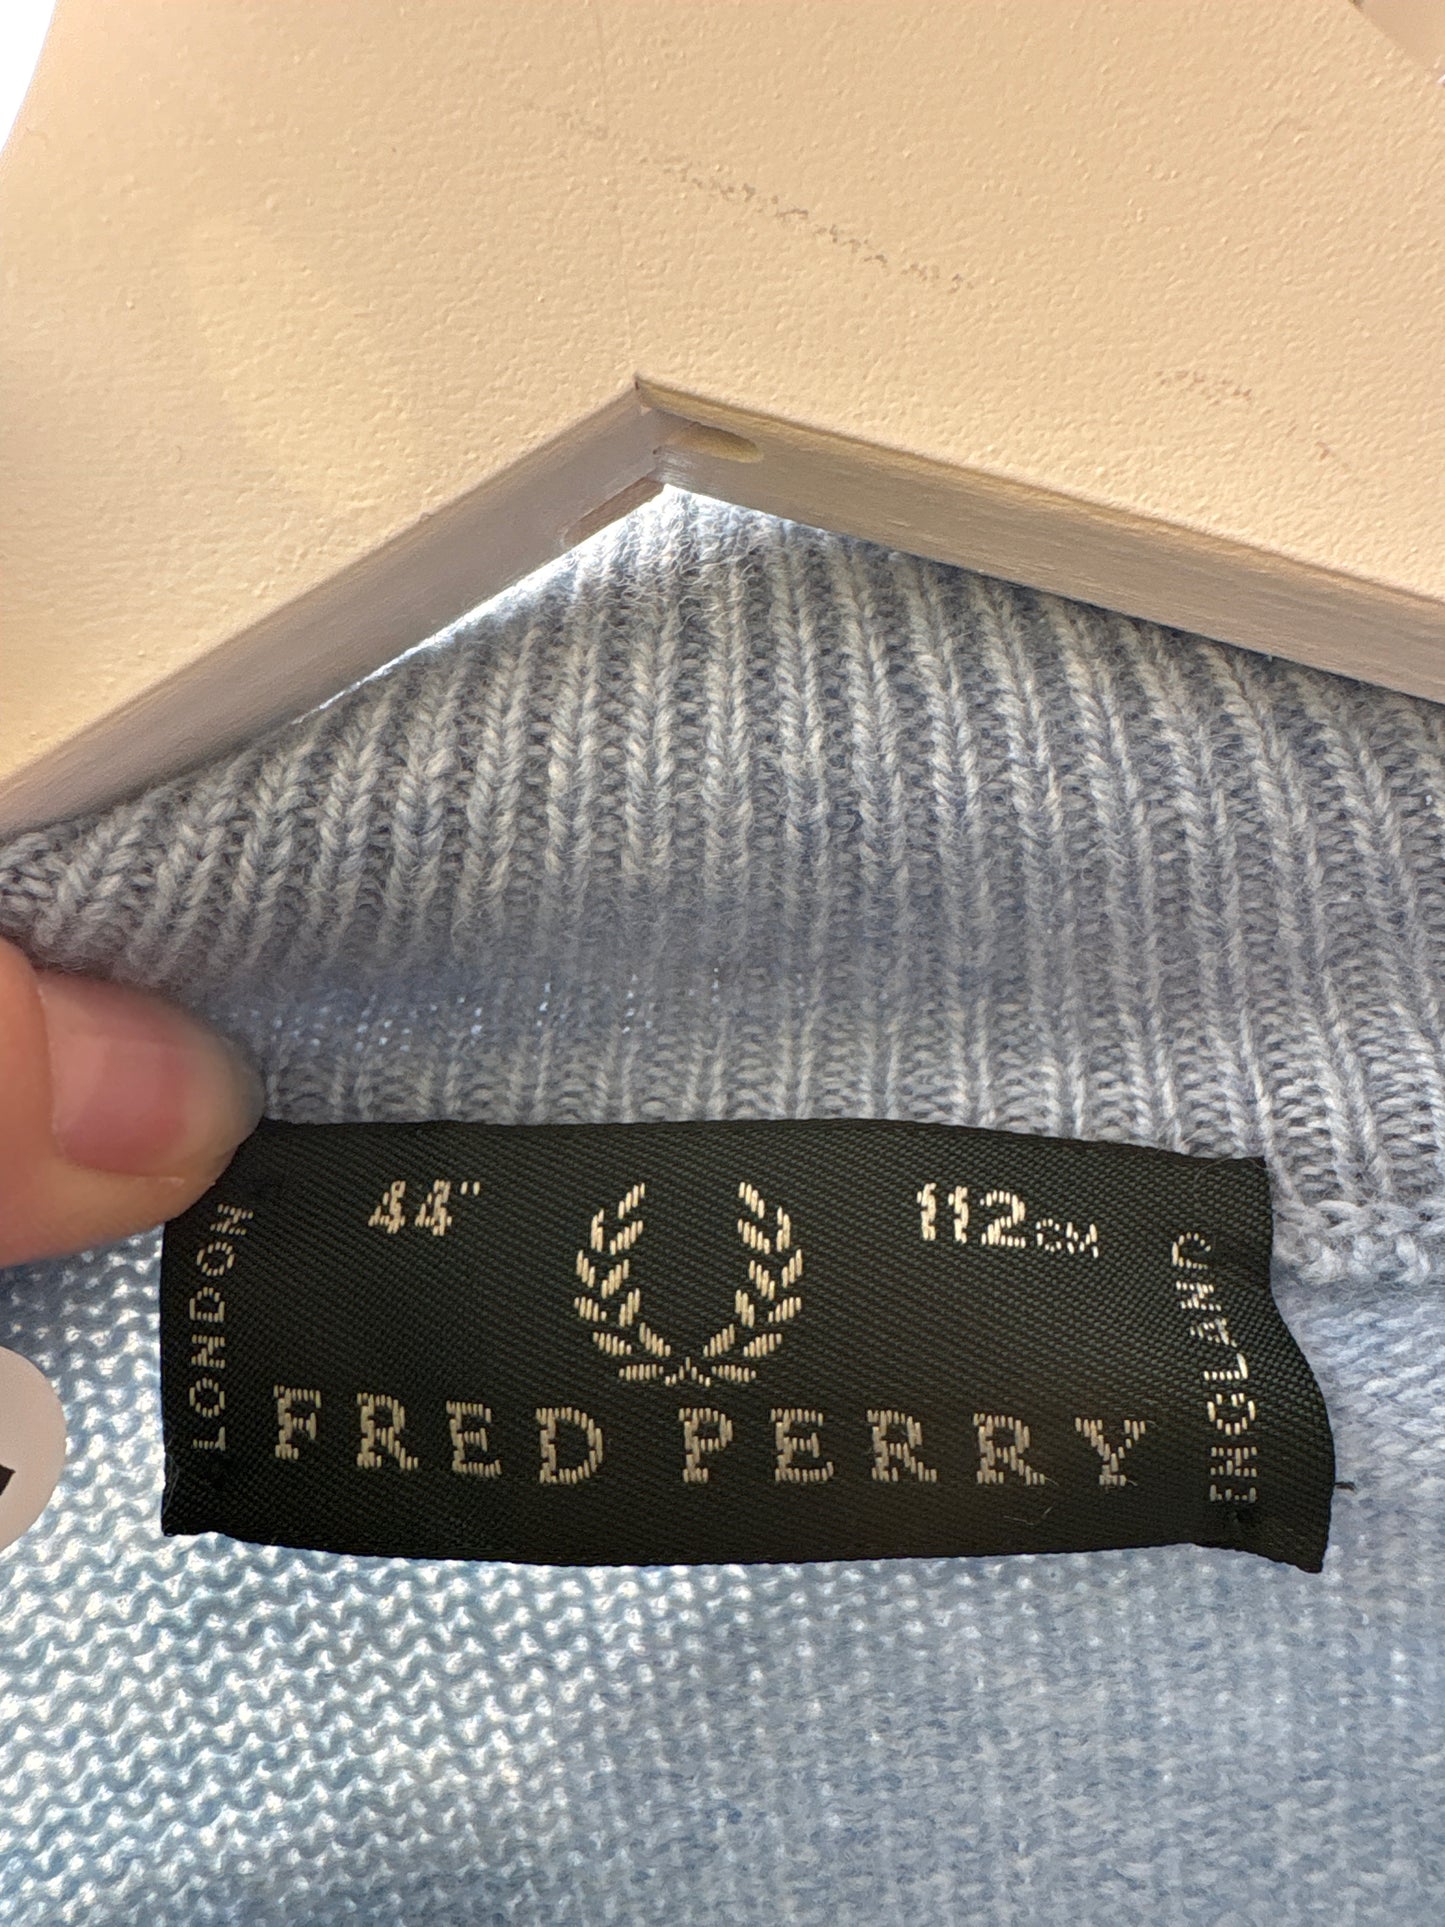 44" 112CM
LONDON
FRED PERRY
ENGLAND